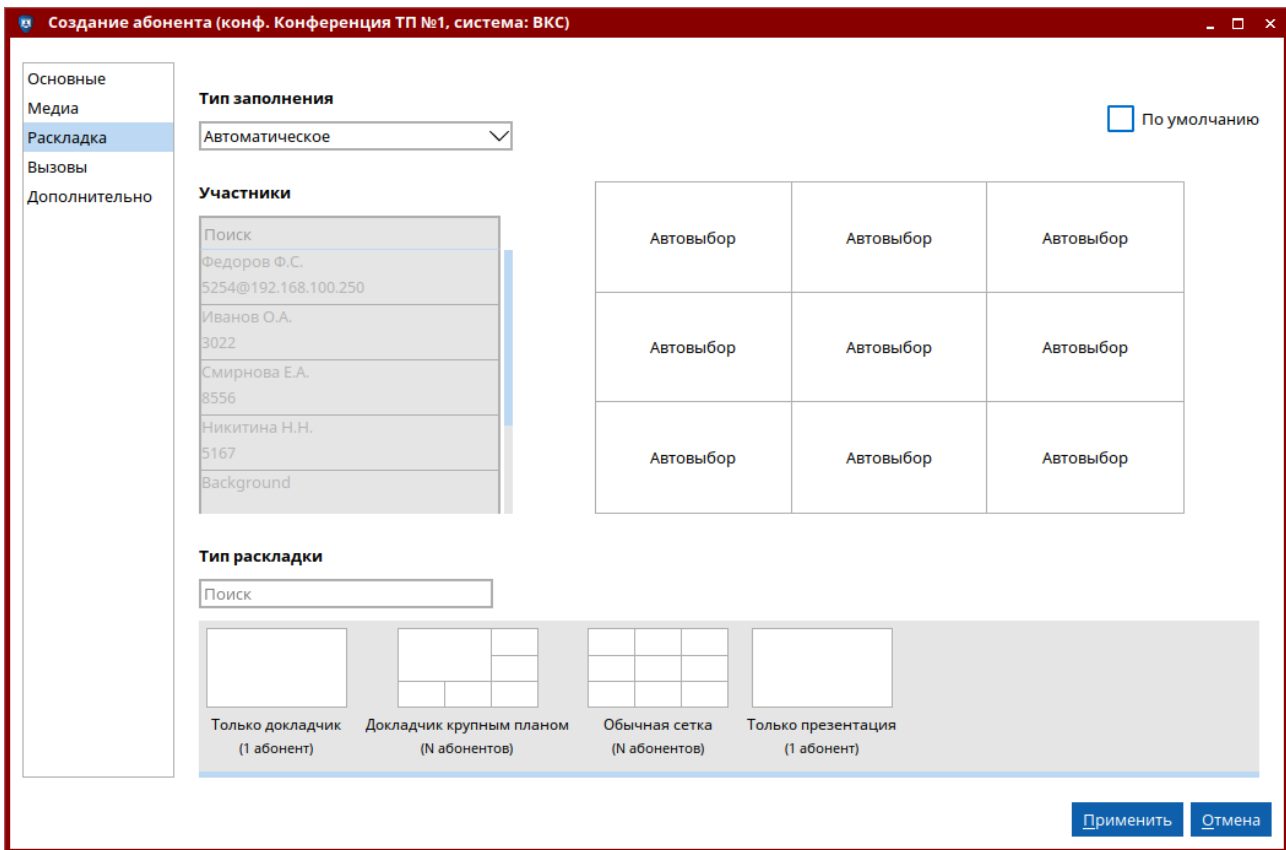 Создание абонента (конф. Конференция ТП №1, система: ВКС)
Основные
Медиа
Раскладка
Вызовы
Дополнительно
Тип заполнения
Автоматическое
По умолчанию
Участники
Поиск
Федоров Ф.С.
5254@192.168.100.250
Иванов О.А.
3022
Смирнова Е.А.
8556
Никитина Н.Н.
5167
Background
Автовыбор Автовыбор Автовыбор
Автовыбор Автовыбор Автовыбор
Автовыбор Автовыбор Автовыбор
Тип раскладки
Поиск
Только докладчик
(1 абонент)
Докладчик крупным планом
(N абонентов)
Обычная сетка
(N абонентов)
Только презентация
(1 абонент)
Применить
Отмена